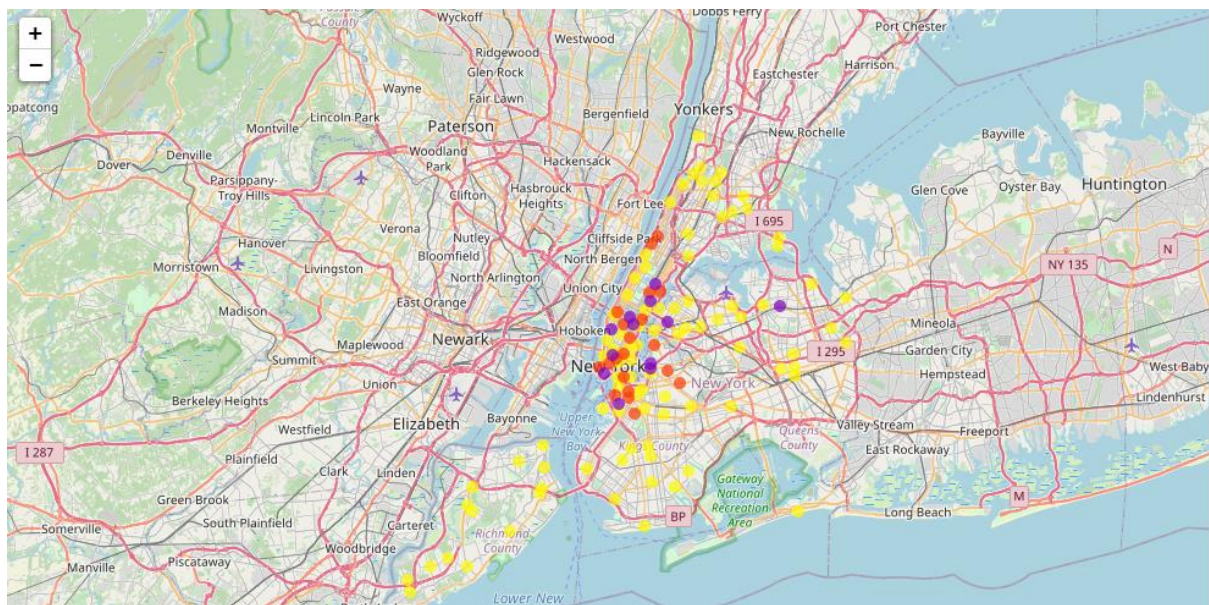 Passaic
County
Wyckoff
Dobbs Ferry
Port Chester
+
Westwood
Ridgewood
Harrison
−
Glen Rock
Eastchester
Wayne
Fair Lawn
opatcong
Lincoln Park
Bergenfield
Yonkers
Montville
Paterson
New Rochelle
Bayville
Dover
Denville
Woodland
Park
Hackensack
Parsippany-
Troy Hills
Glen Cove
Oyster Bay
Huntington
Clifton
Hasbrouck
Heights
Fort Lee
I 695
Verona
Nutley
Cliffside Park
Hanover
Bloomfield
North Bergen
N
Morristown
Livingston
North Arlington
NY 135
Union City
East Orange
Madison
Mineola
Maplewood
Newark
Hoboken
I 295
Garden City
Summit
New York
West Baby
Union
New York
Hempstead
Berkeley Heights
Lindenhurst
Elizabeth
Bayonne
Upper
New York
Bay
Valley Stream
Freeport
Westfield
Queens
County
Kings County
I 287
Plainfield
Linden
East Rockaway
Clark
Gateway
National
Recreation
Area
Green Brook
M
Long Beach
BP
South Plainfield
Carteret
Somerville
Richmond
County
Woodbridge
Manville
Piscataway
Lower New